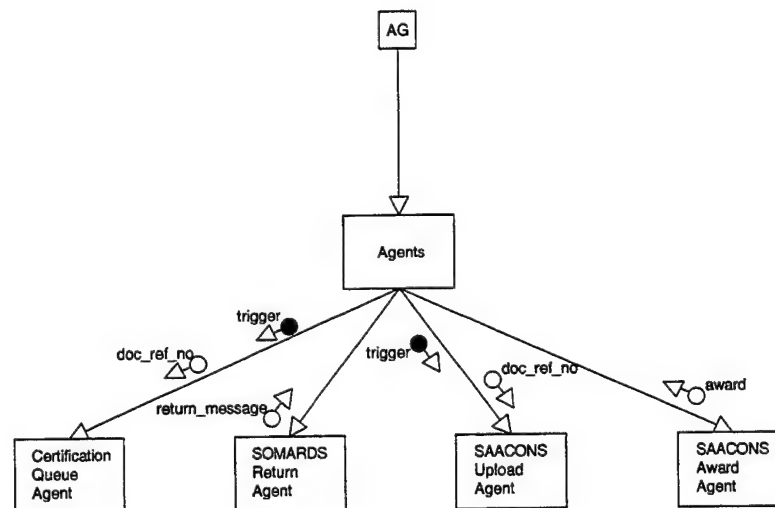 AG
Agents
trigger
trigger
doc_ref_no
doc_ref_no
award
return_message
Certification
Queue
Agent
SOMARDS
Return
Agent
SAACONS
Upload
Agent
SAACONS
Award
Agent